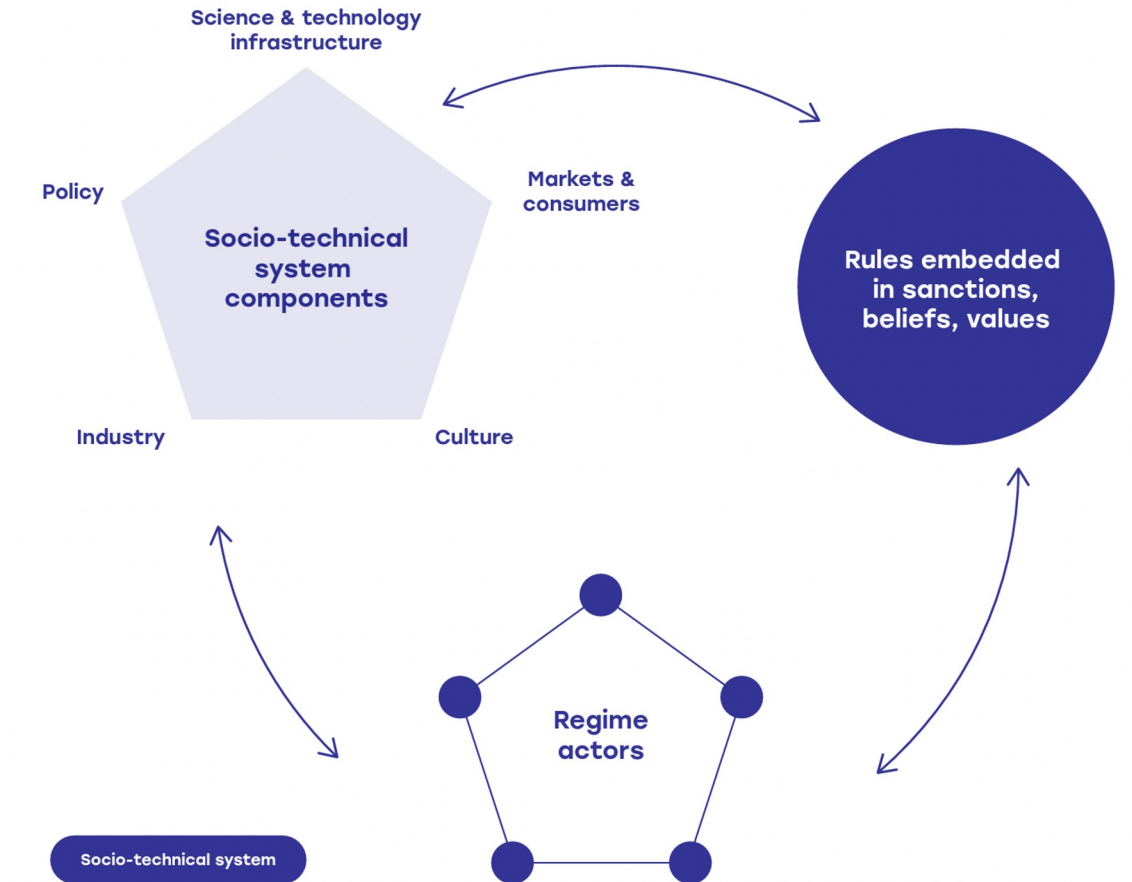 Science & technology
infrastructure
Policy
Markets &
consumers
Socio-technical
system
components
Rules embedded
in sanctions,
beliefs, values
Industry
Culture
Regime
actors
Socio-technical system